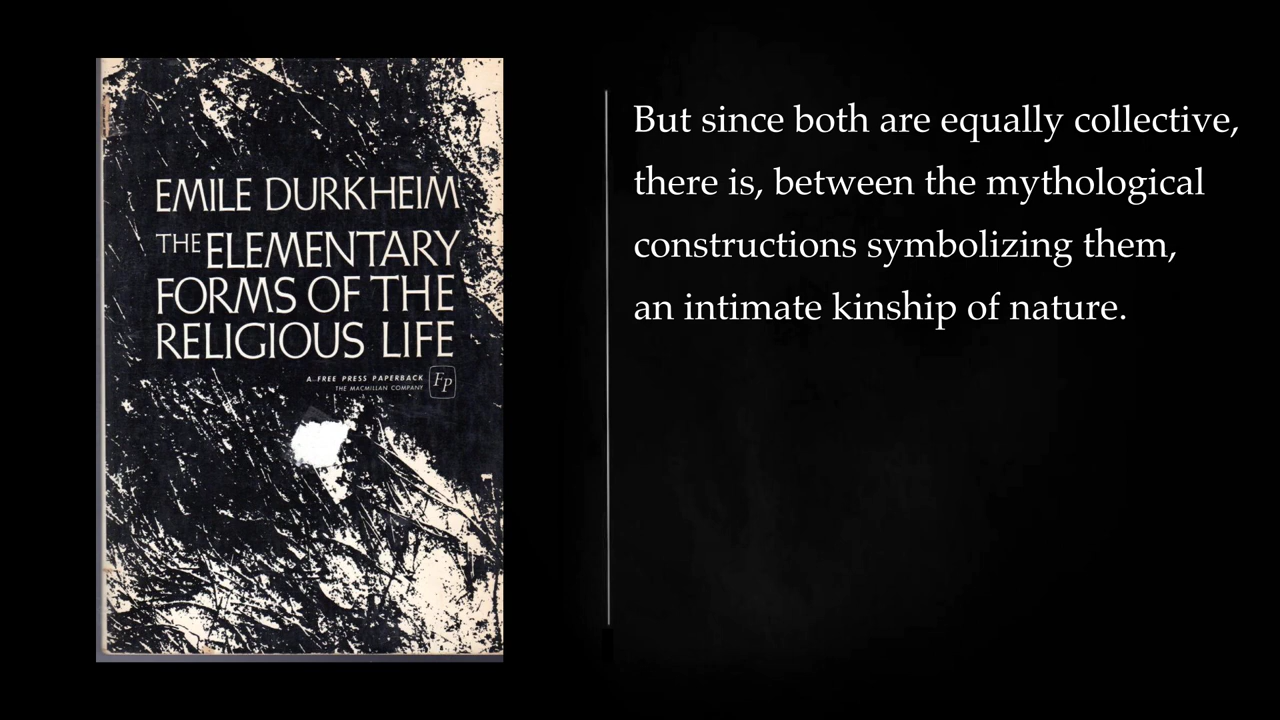 EMILE DURKHEIM
THE ELEMENTARY
FORMS OF THE
RELIGIOUS LIFE
A FREE PRESS PAPERBACK
THE MACMILLAN COMPANY
FP
But since both are equally collective,
there is, between the mythological
constructions symbolizing them,
an intimate kinship of nature.